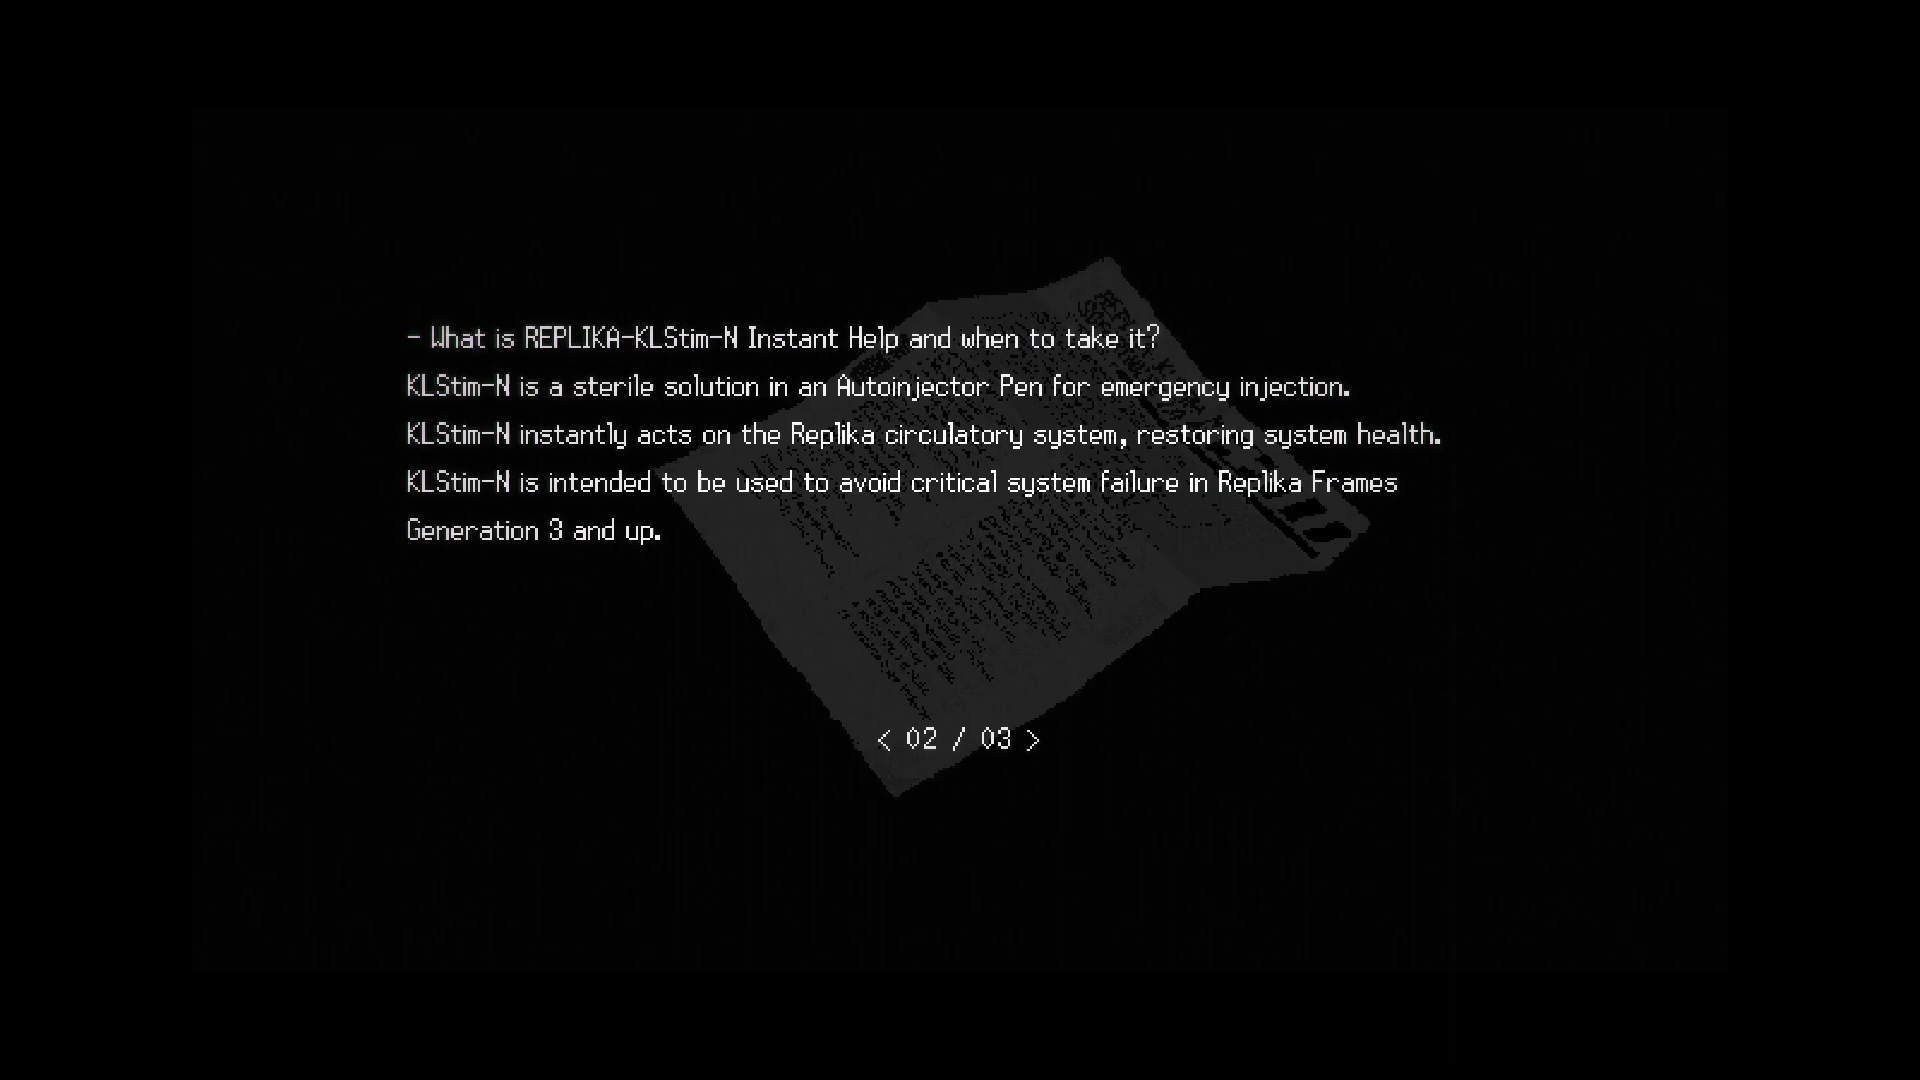 - What is REPLIKA-KLStim-N Instant Help and when to take it?
KLStim-N is a sterile solution in an Autoinjector Pen for emergency injection.
KLStim-N instantly acts on the Replika circulatory system, restoring system health.
KLStim-N is intended to be used to avoid critical system failure in Replika Frames
Generation 3 and up.
< 02 / 03 >